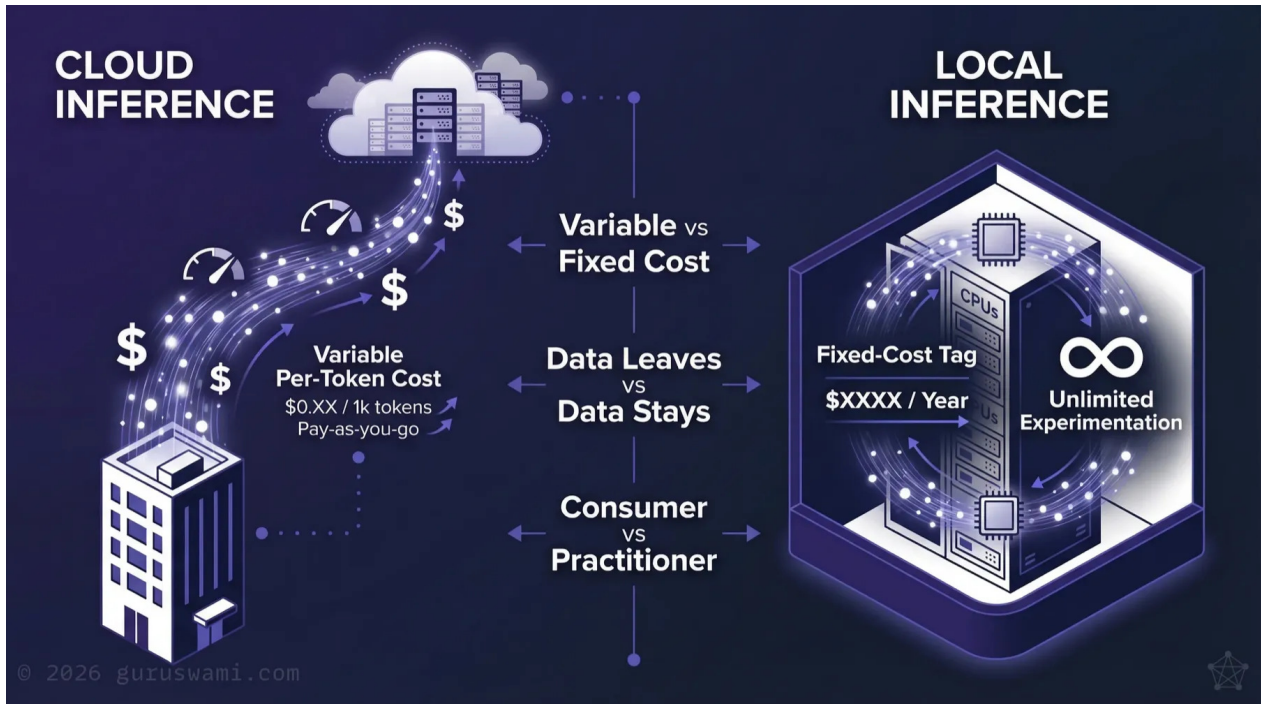 CLOUD
INFERENCE
$
$
$
$
Variable
Per-Token Cost
$0.XX / 1k tokens
Pay-as-you-go
Variable vs
Fixed Cost
Data Leaves
vs
Data Stays
Consumer
vs
Practitioner
LOCAL
INFERENCE
CPUs
Fixed-Cost Tag
$XXXX / Year
Unlimited
Experimentation
© 2026 guruswami.com